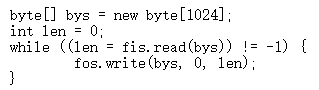 byte[] bys = new byte[1024];
int len = 0;
while ((len = fis.read(bys)) != -1) {
        fos.write(bys, 0, len);
}